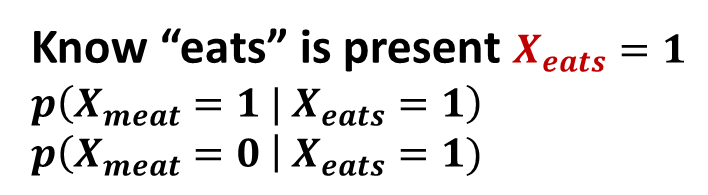 Know “eats” is present X_eats = 1
p(X_meat = 1 | X_eats = 1)
p(X_meat = 0 | X_eats = 1)